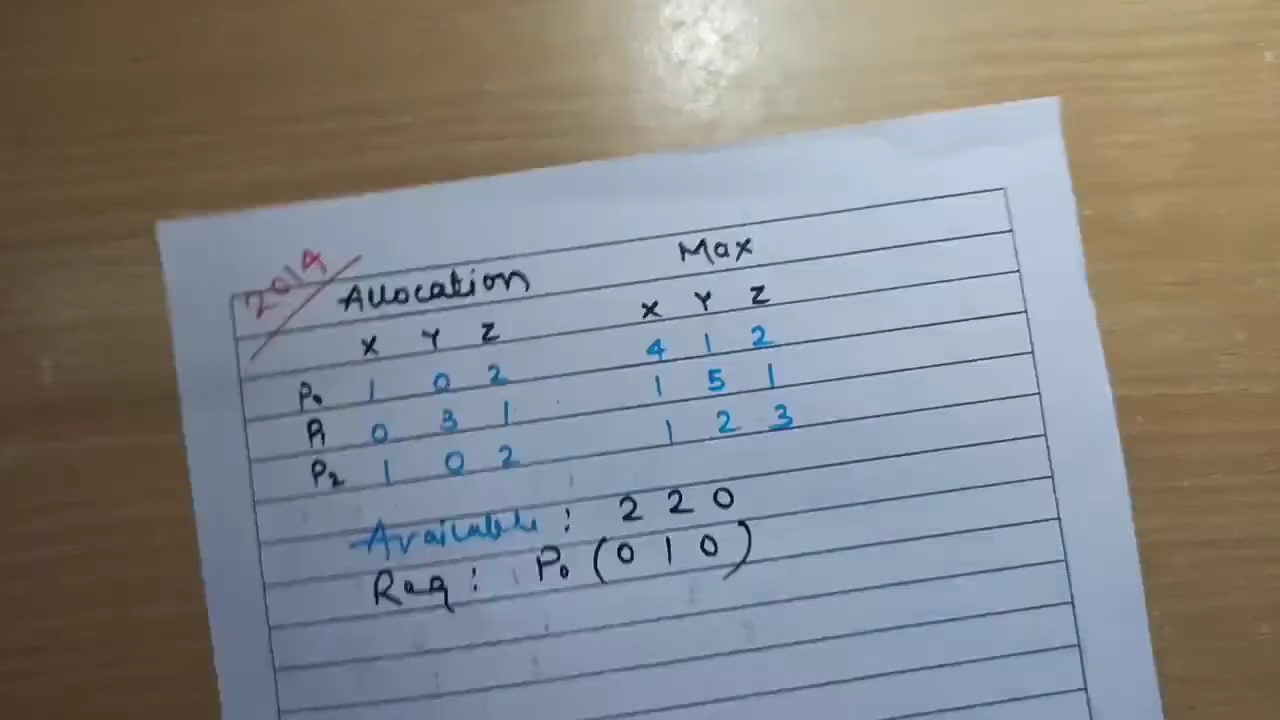 2019
Allocation Max
X Y Z X Y Z
P0 1 0 2 4 1 2
P1 0 3 1 1 5 1
P2 1 0 2 1 2 3
Available : 2 2 0
Req : P0 (0 1 0)